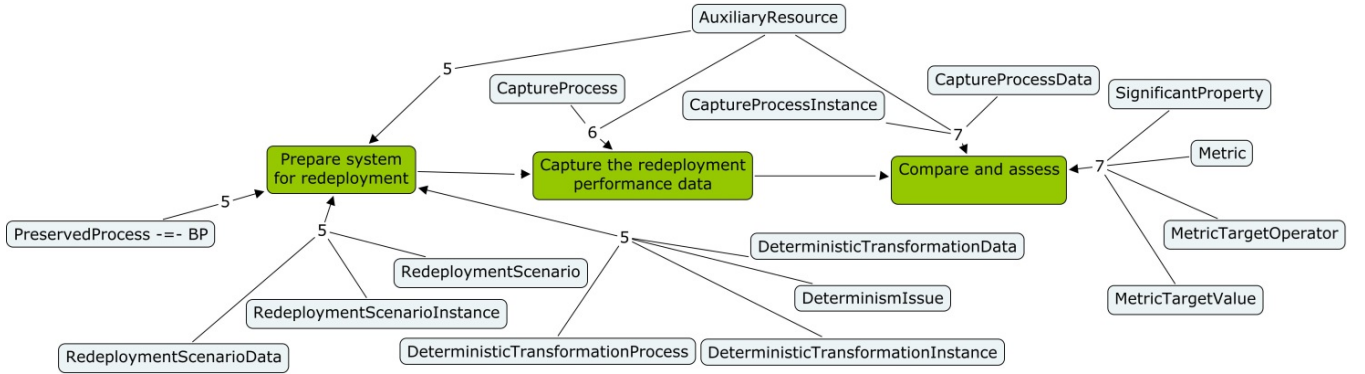 AuxiliaryResource
5
CaptureProcess
CaptureProcessData
CaptureProcessInstance
SignificantProperty
6
7
Metric
Prepare system
for redeployment
Capture the redeployment
performance data
Compare and assess
7
5
PreservedProcess -=- BP
5
5
MetricTargetOperator
DeterministicTransformationData
RedeploymentScenario
DeterminismIssue
MetricTargetValue
RedeploymentScenarioInstance
RedeploymentScenarioData
DeterministicTransformationProcess
DeterministicTransformationInstance